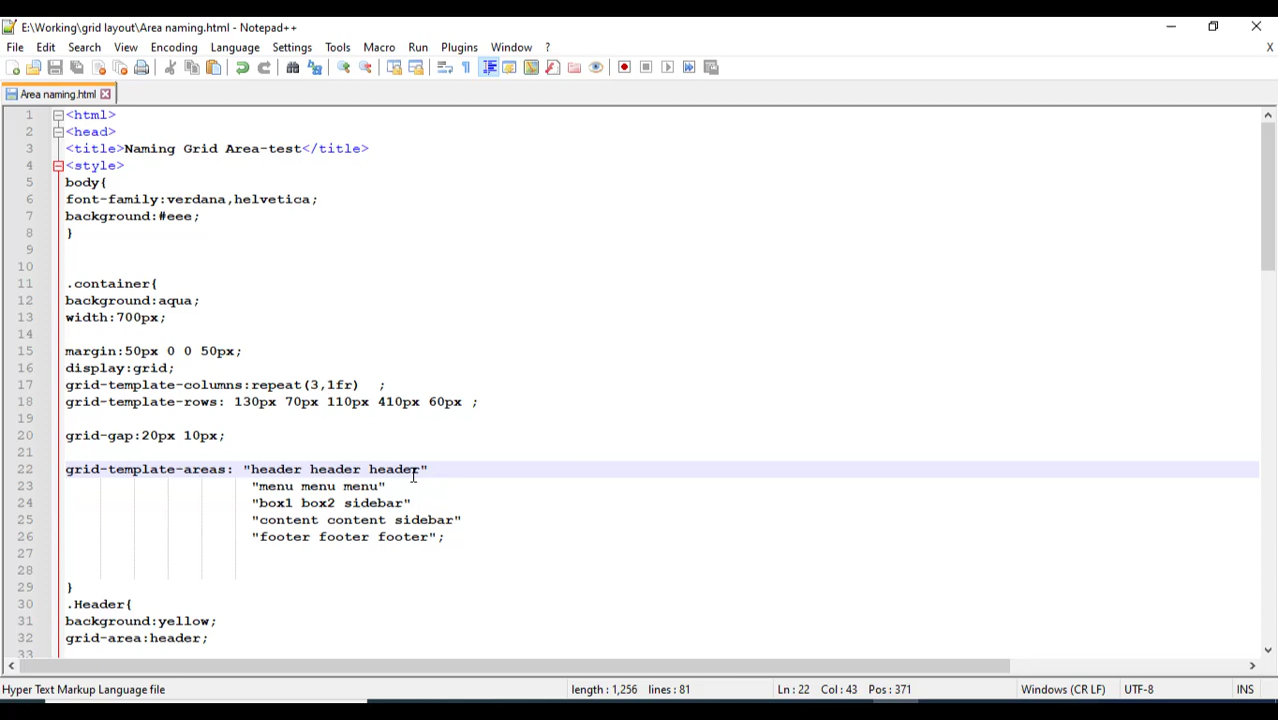 E:\Working\grid layout\Area naming.html - Notepad++
File Edit Search View Encoding Language Settings Tools Macro Run Plugins Window ? X
Area naming.html
1 <html>
2 <head>
3 <title>Naming Grid Area-test</title>
4 <style>
5 body{
6 font-family:verdana,helvetica;
7 background:#eee;
8 }
9
10
11 .container{
12 background:aqua;
13 width:700px;
14
15 margin:50px 0 0 50px;
16 display:grid;
17 grid-template-columns:repeat(3,1fr) ;
18 grid-template-rows: 130px 70px 110px 410px 60px ;
19
20 grid-gap:20px 10px;
21
22 grid-template-areas: "header header header"
23 "menu menu menu"
24 "box1 box2 sidebar"
25 "content content sidebar"
26 "footer footer footer";
27
28
29 }
30 .Header{
31 background:yellow;
32 grid-area:header;
33
Hyper Text Markup Language file length : 1,256 lines : 81 Ln : 22 Col : 43 Pos : 371 Windows (CR LF) UTF-8 INS